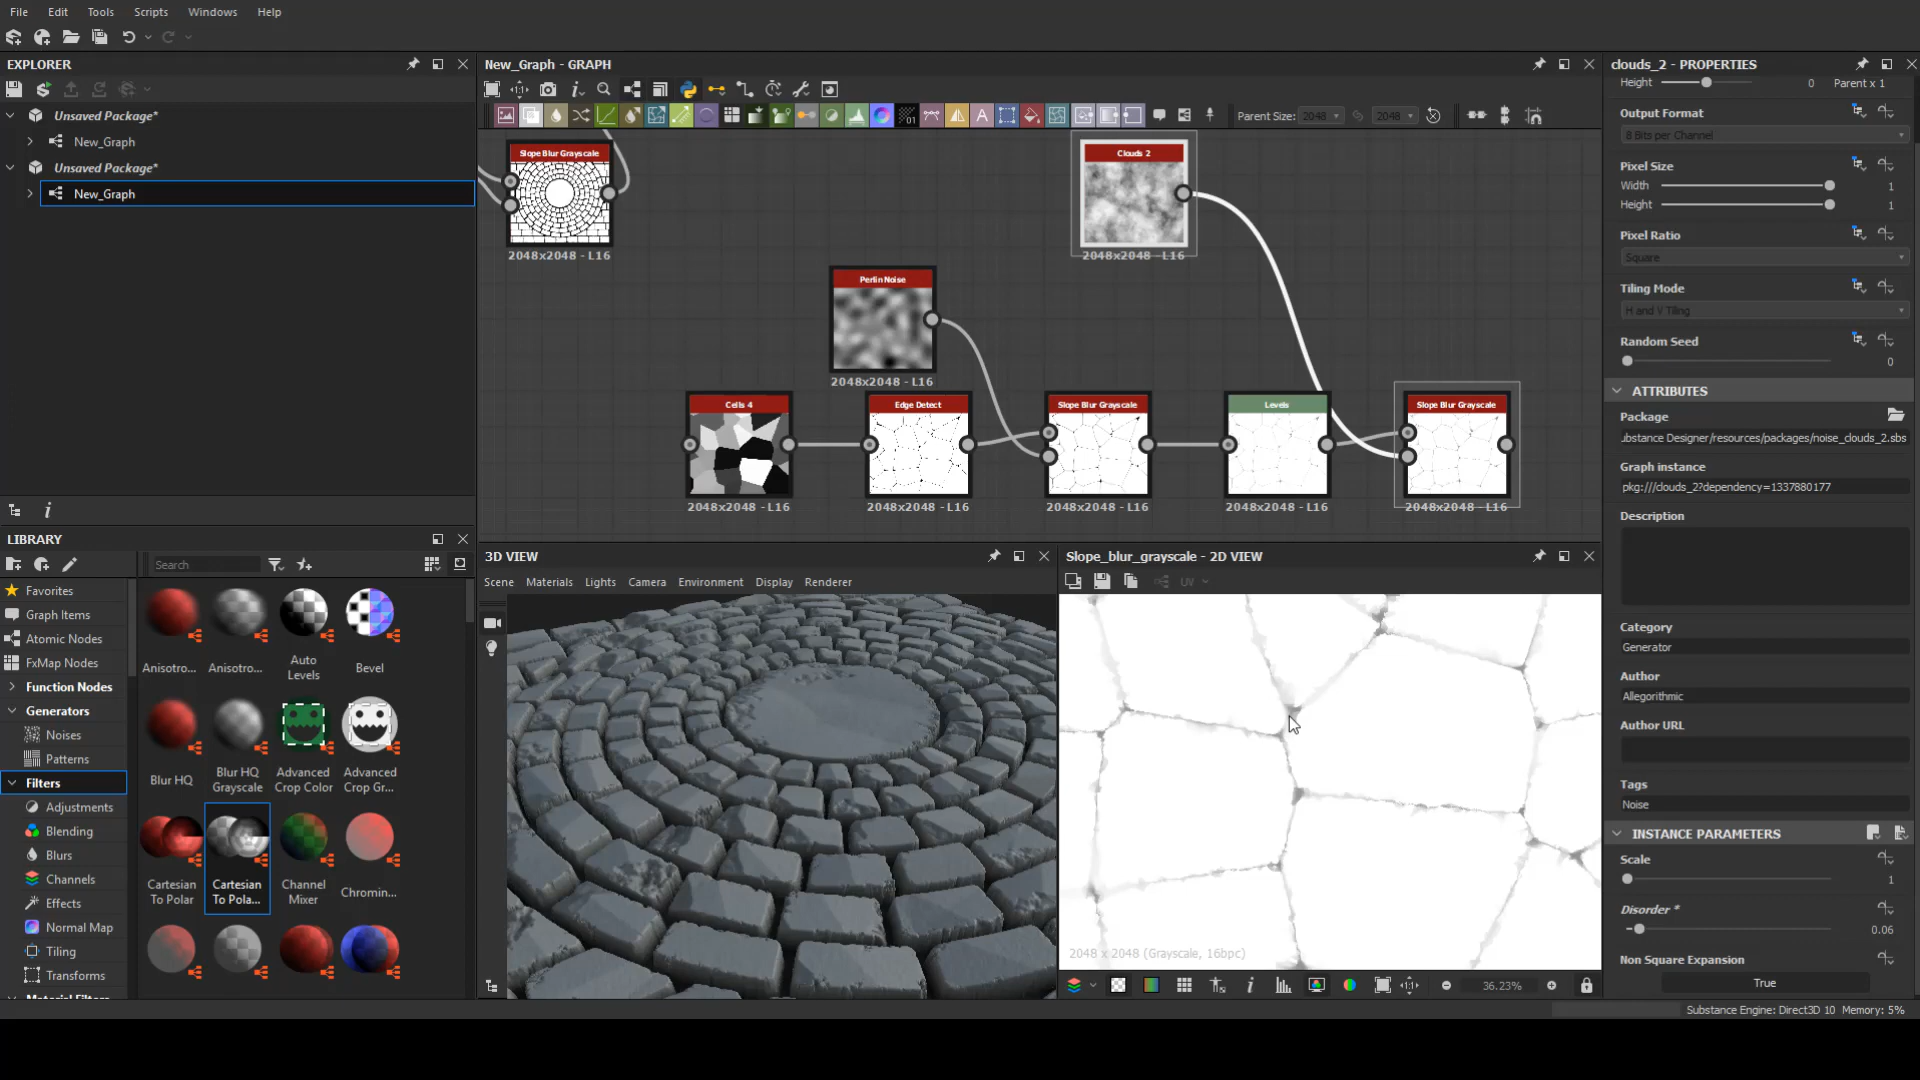 File Edit Tools Scripts Windows Help
EXPLORER
Unsaved Package*
New_Graph
Unsaved Package*
New_Graph
LIBRARY
Search
Favorites
Graph Items
Atomic Nodes
FxMap Nodes
Function Nodes
Generators
Noises
Patterns
Filters
Adjustments
Blending
Blurs
Channels
Effects
Normal Map
Tiling
Transforms
Anisotro... Anisotro... Auto Levels Bevel
Blur HQ Blur HQ Grayscale Advanced Crop Color Advanced Crop Gr...
Cartesian To Polar Cartesian To Pola... Channel Mixer Chromin...
New_Graph - GRAPH
Parent Size: 2048 2048
Slope Blur Grayscale
2048x2048 - L16
Clouds 2
2048x2048 - L16
Perlin Noise
2048x2048 - L16
Cells 4
2048x2048 - L16
Edge Detect
2048x2048 - L16
Slope Blur Grayscale
2048x2048 - L16
Levels
2048x2048 - L16
Slope Blur Grayscale
2048x2048 - L16
3D VIEW
Scene Materials Lights Camera Environment Display Renderer
Slope_blur_grayscale - 2D VIEW
UV
2048 x 2048 (Grayscale, 16bpc)
36.23%
clouds_2 - PROPERTIES
Height 0 Parent x 1
Output Format
8 Bits per Channel
Pixel Size
Width 1
Height 1
Pixel Ratio
Square
Tiling Mode
H and V Tiling
Random Seed
0
ATTRIBUTES
Package
ubstance Designer/resources/packages/noise_clouds_2.sbs
Graph instance
pkg:///clouds_2?dependency=1337880177
Description
Category
Generator
Author
Allegorithmic
Author URL
Tags
Noise
INSTANCE PARAMETERS
Scale
1
Disorder *
0.06
Non Square Expansion
True
Substance Engine: Direct3D 10 Memory: 5%